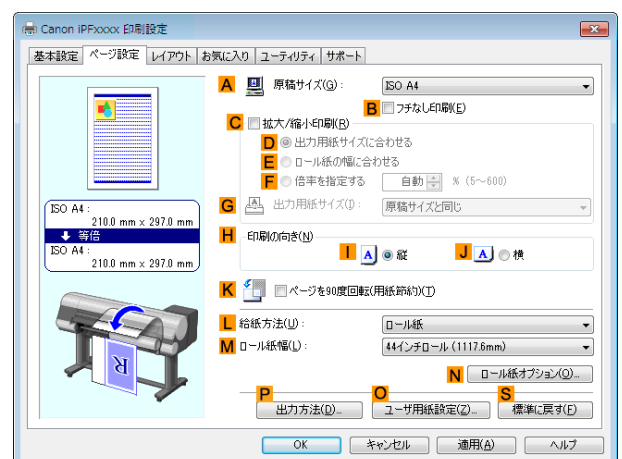 Canon iPFxxxx 印刷設定
基本設定 ページ設定 レイアウト お気に入り ユーティリティ サポート
A 原稿サイズ(G): ISO A4
B フチなし印刷(E)
C 拡大/縮小印刷(R)
D 出力用紙サイズに合わせる
E ロール紙の幅に合わせる
F 倍率を指定する 自動 % (5~600)
G 出力用紙サイズ(I): 原稿サイズと同じ
ISO A4 :
210.0 mm x 297.0 mm
等倍
ISO A4 :
210.0 mm x 297.0 mm
H 印刷の向き(N)
I A 縦 J A 横
K ページを90度回転(用紙節約)(T)
L 給紙方法(U): ロール紙
M ロール紙幅(L): 44インチロール (1117.6mm)
R
N ロール紙オプション(O)...
P O S
出力方法(D)... ユーザ用紙設定(Z)... 標準に戻す(F)
OK キャンセル 適用(A) ヘルプ